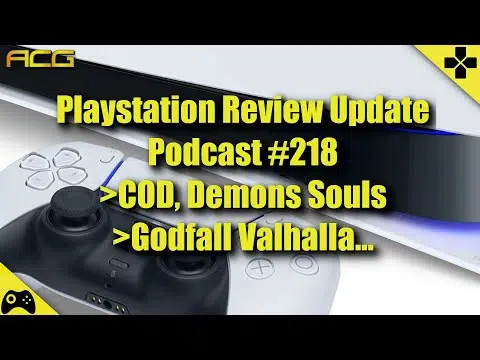 ACG
Playstation Review Update
Podcast #218
>COD, Demons Souls
>Godfall Valhalla...